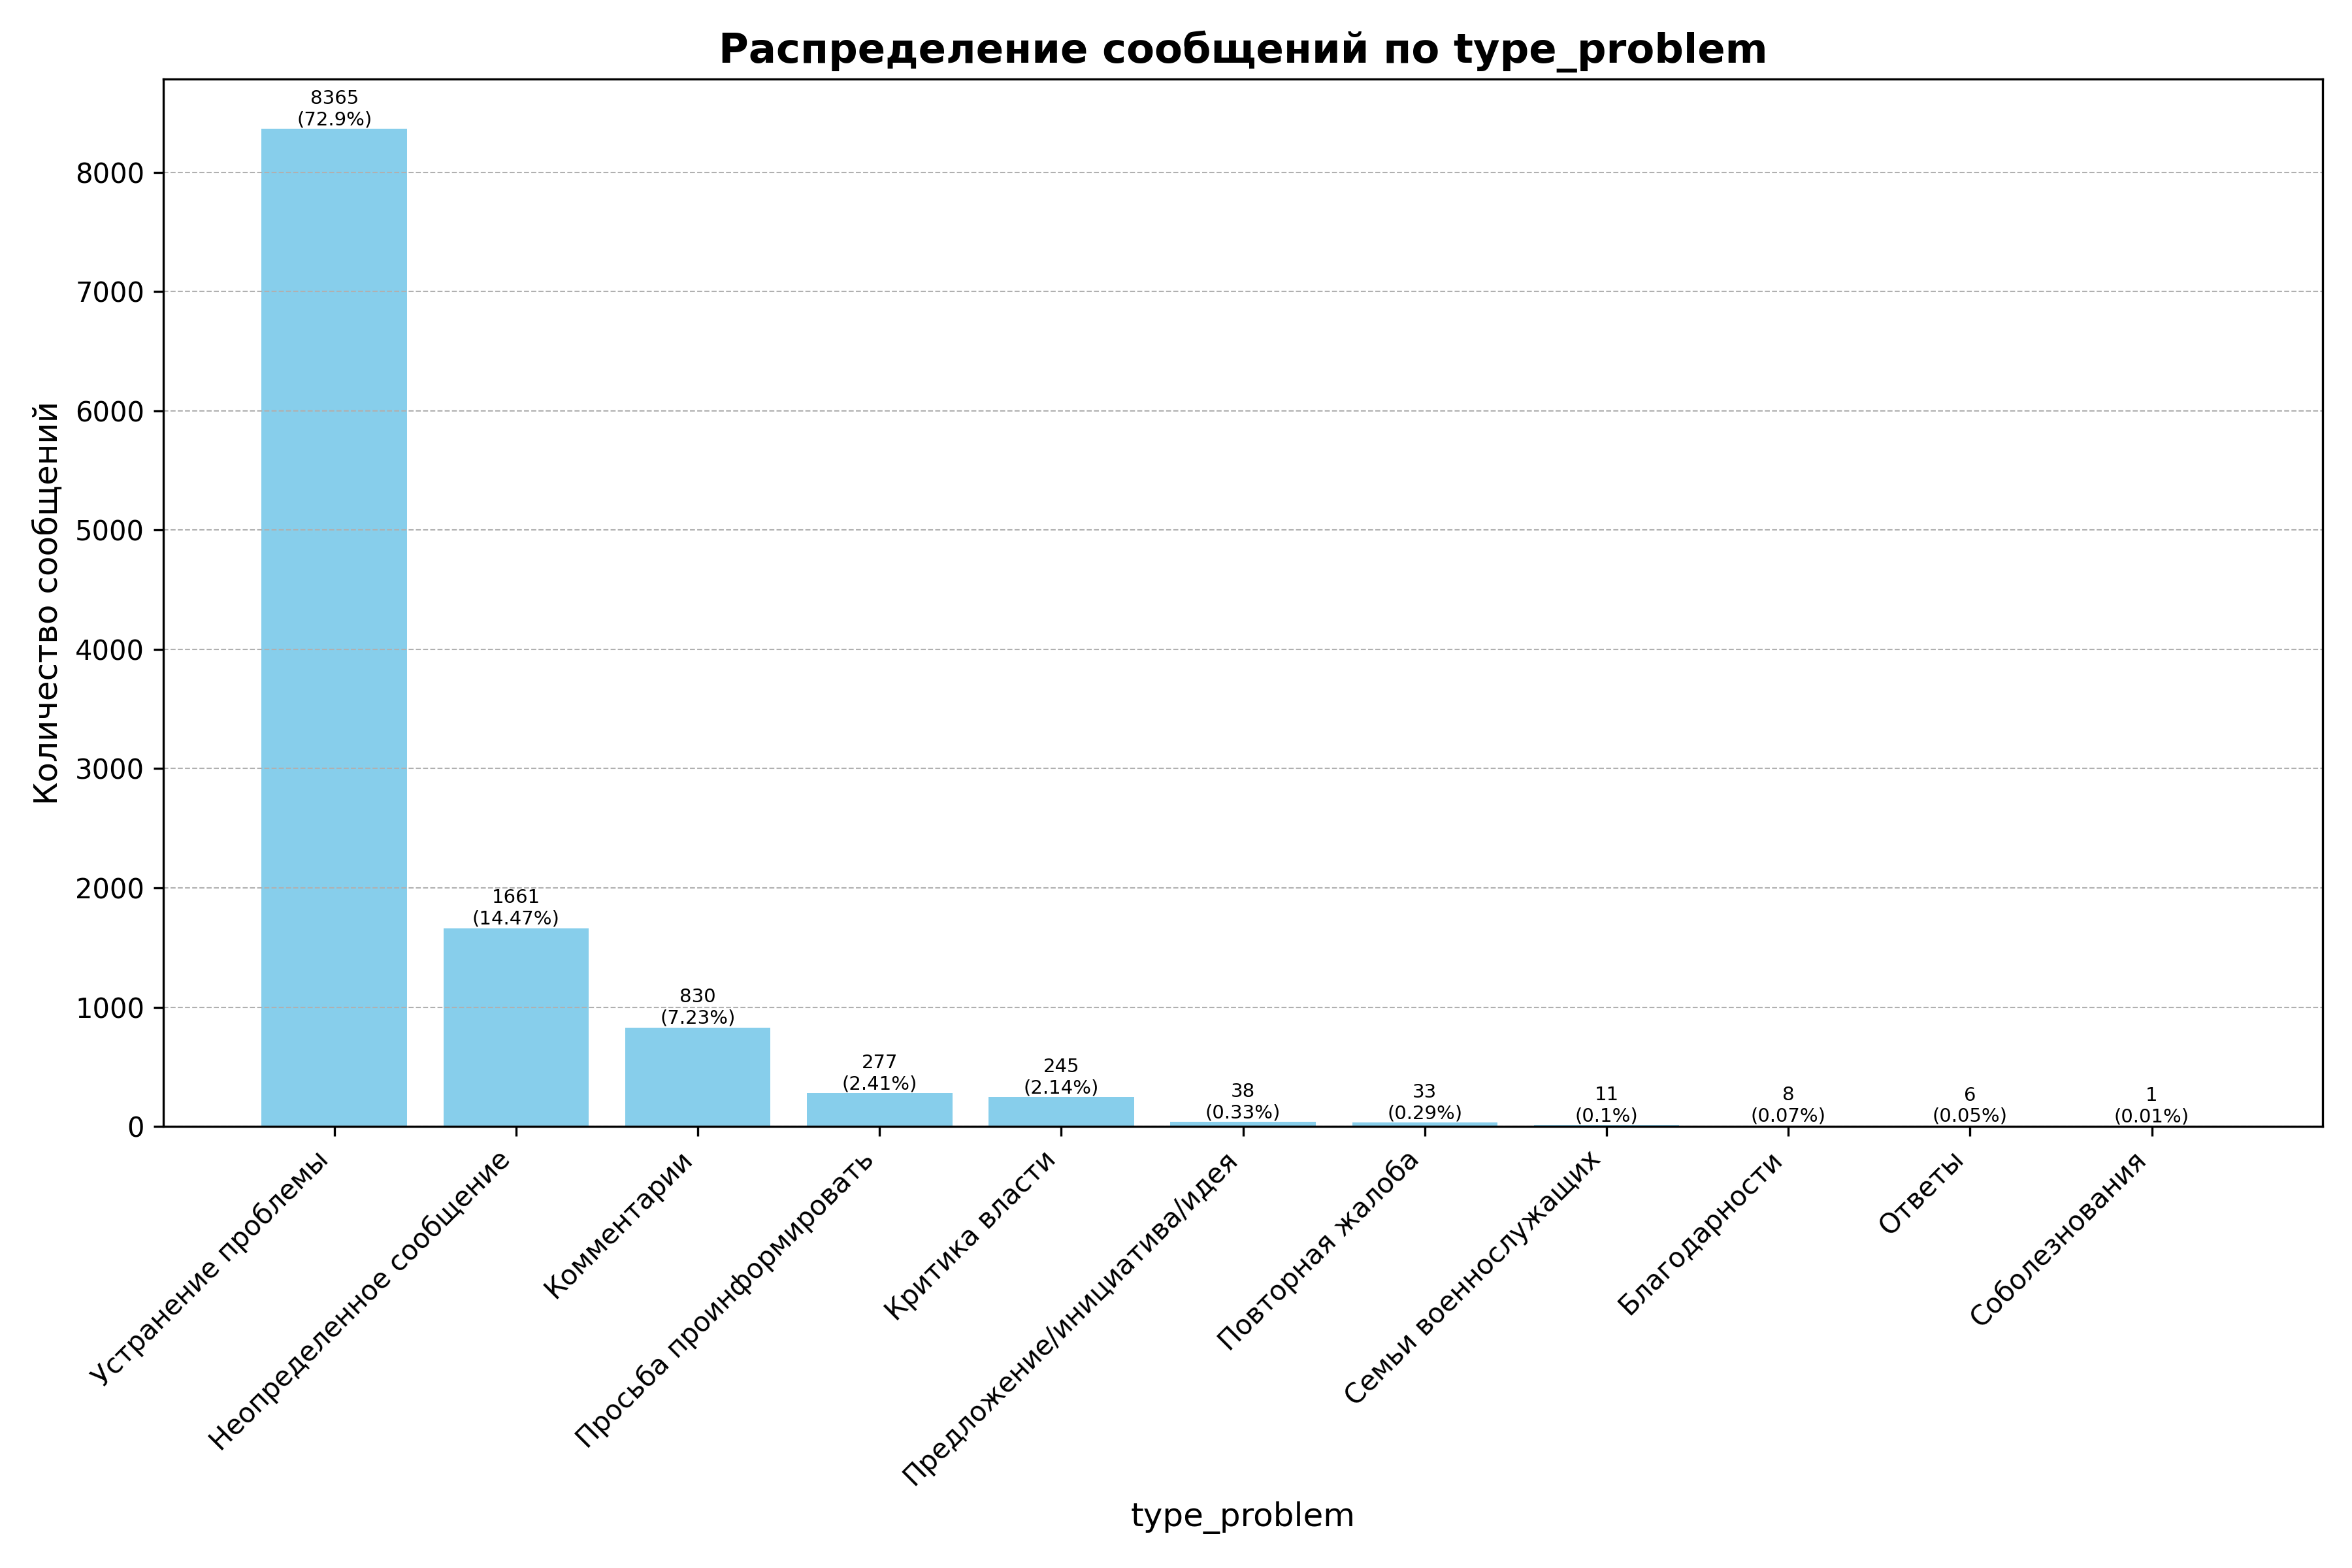 Распределение сообщений по type_problem
Количество сообщений
8000
7000
6000
5000
4000
3000
2000
1000
0
8365
(72.9%)
1661
(14.47%)
830
(7.23%)
277
(2.41%)
245
(2.14%)
38
(0.33%)
33
(0.29%)
11
(0.1%)
8
(0.07%)
6
(0.05%)
1
(0.01%)
Устранение проблемы
Неопределенное сообщение
Комментарии
Просьба проинформировать
Критика власти
Предложение/инициатива/идея
Повторная жалоба
Семьи военнослужащих
Благодарности
Ответы
Соболезнования
type_problem